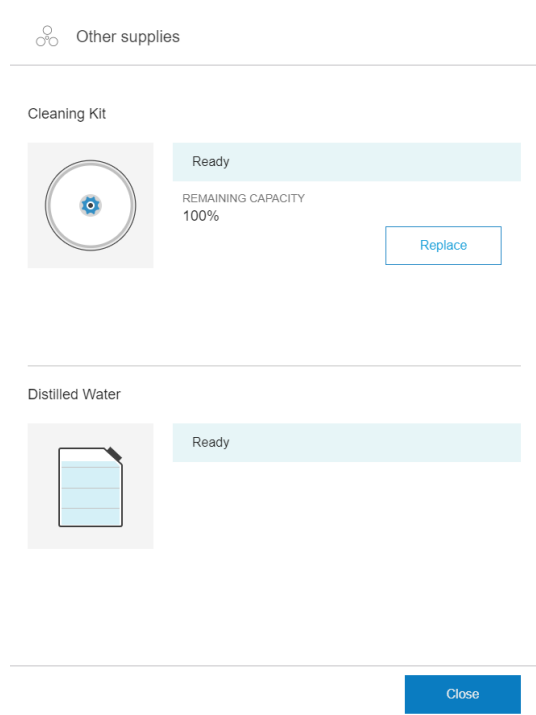 Other supplies
Cleaning Kit
Ready
REMAINING CAPACITY
100%
Replace
Distilled Water
Ready
Close